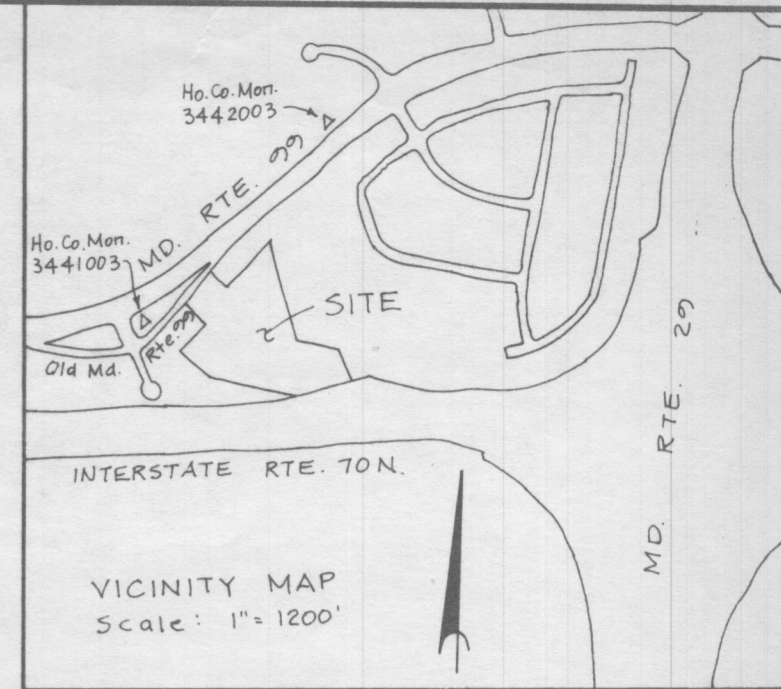 Ho. Co. Mon.
3442003
MD. RTE. 99
Ho. Co. Mon.
3441003
SITE
Old Md. Rte. 99
MD. RTE. 29
INTERSTATE RTE. 70 N.
VICINITY MAP
Scale: 1" = 1200'